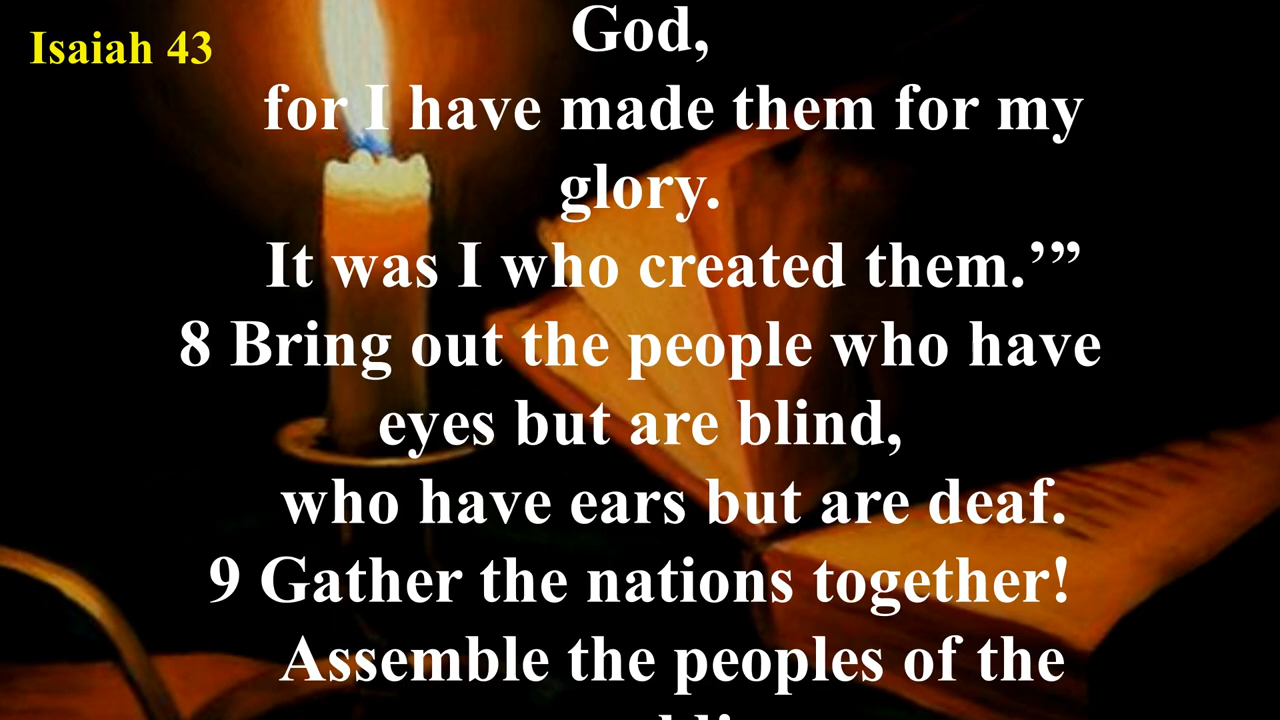 Isaiah 43
God,
for I have made them for my
glory.
It was I who created them.’”
8 Bring out the people who have
eyes but are blind,
who have ears but are deaf.
9 Gather the nations together!
Assemble the peoples of the